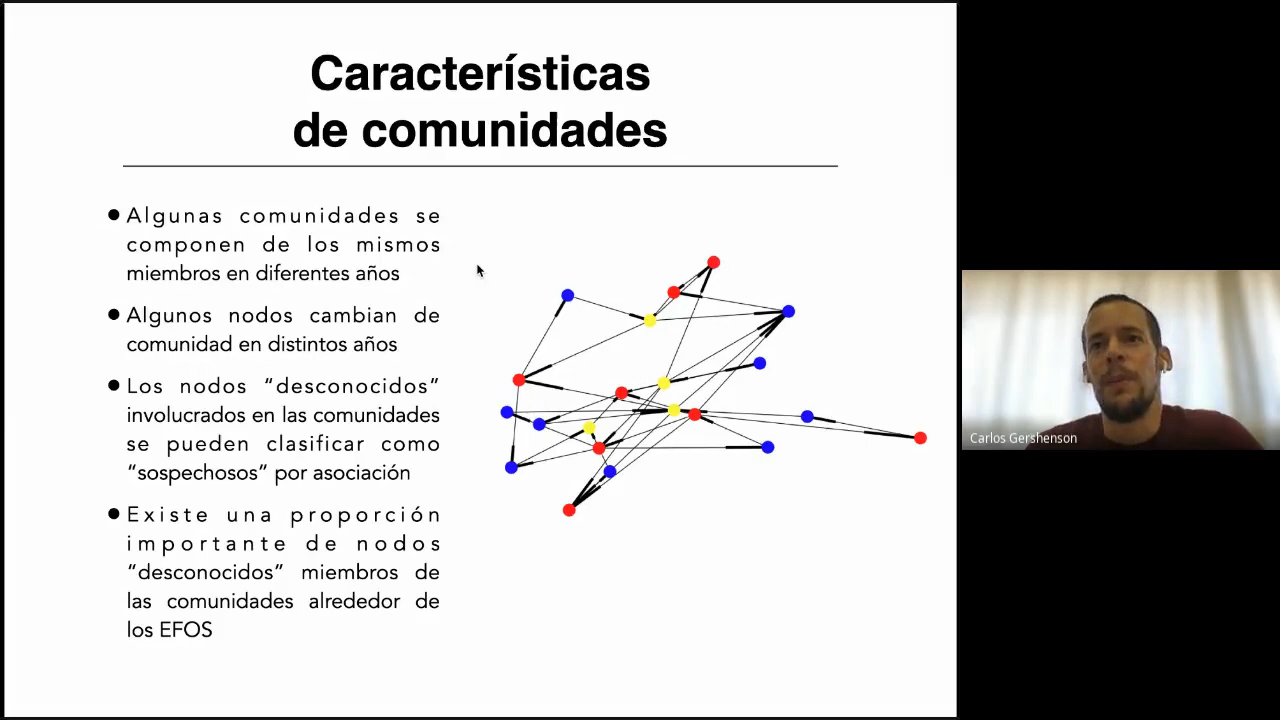 Características
de comunidades
● Algunas comunidades se
componen de los mismos
miembros en diferentes años
● Algunos nodos cambian de
comunidad en distintos años
● Los nodos “desconocidos”
involucrados en las comunidades
se pueden clasificar como
“sospechosos” por asociación
● Existe una proporción
importante de nodos
“desconocidos” miembros de
las comunidades alrededor de
los EFOS
Carlos Gershenson